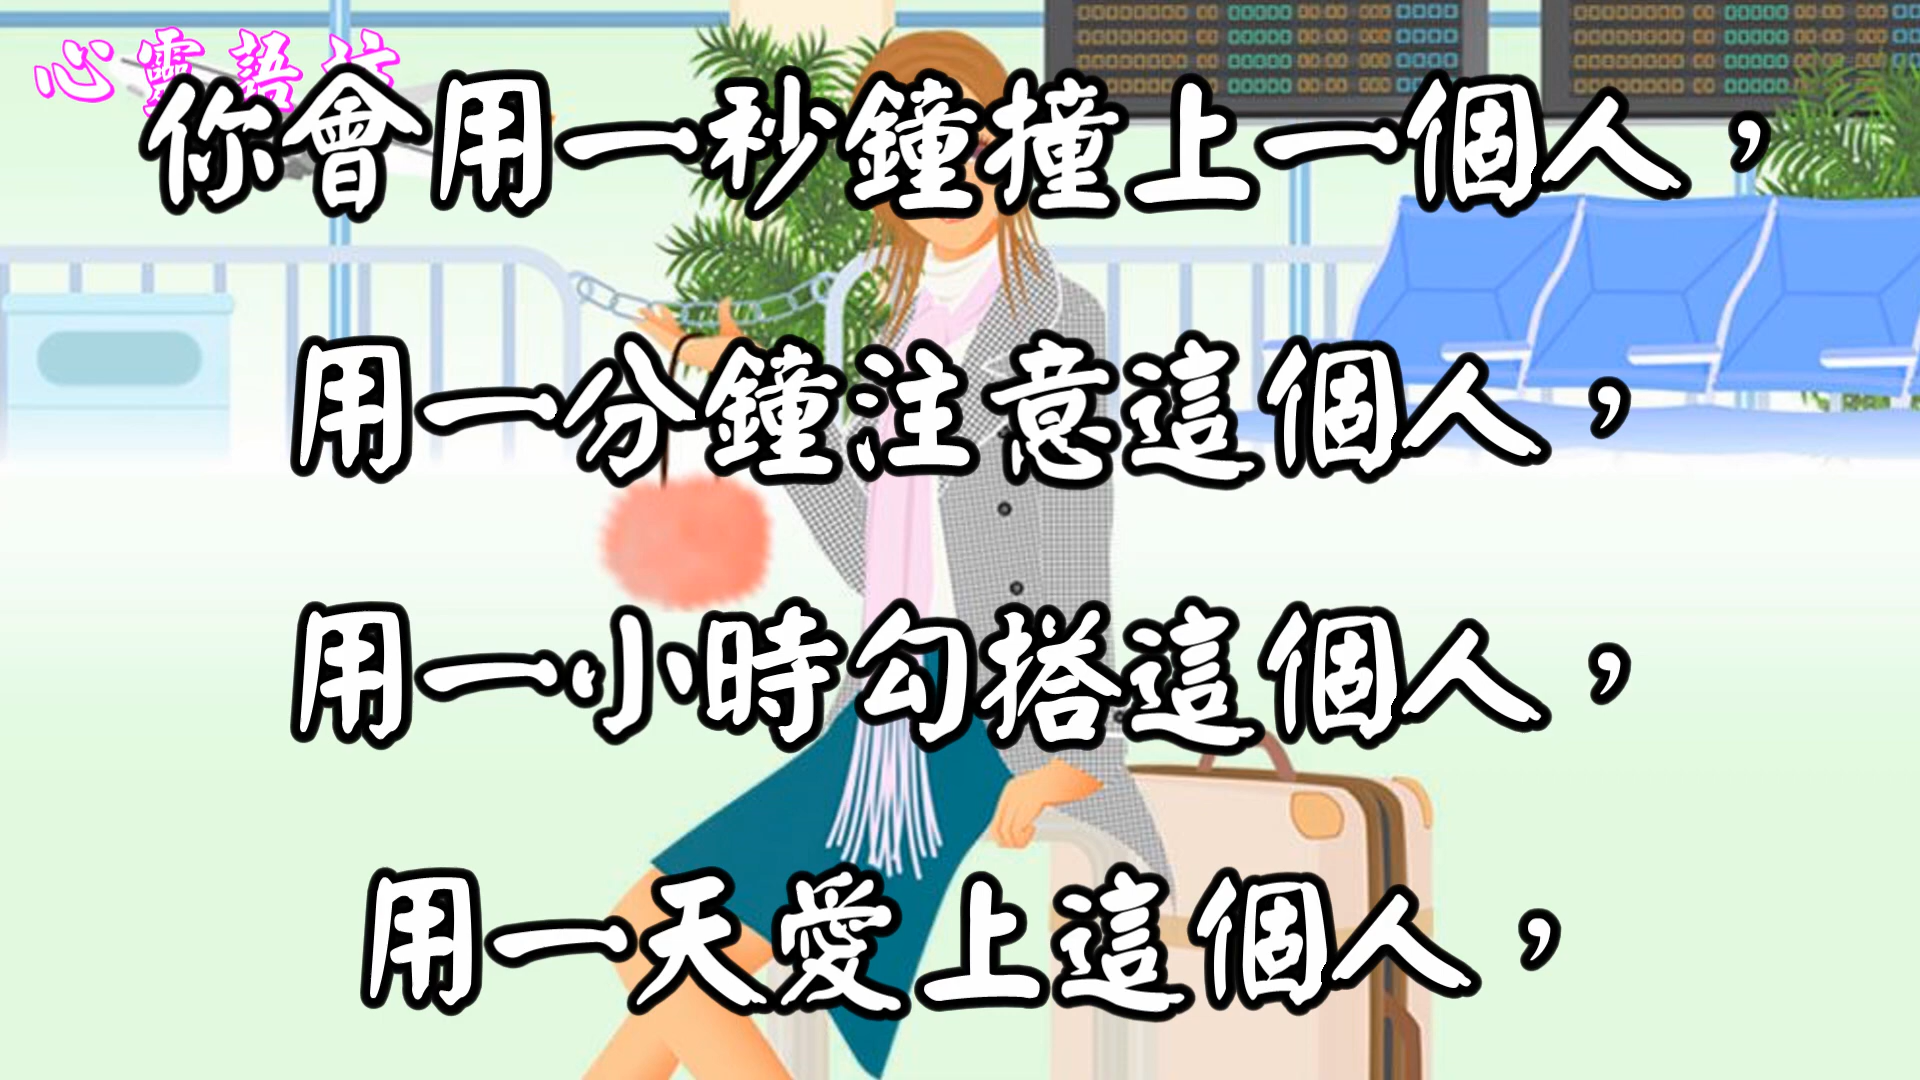 心靈語坊
你會用一秒鐘撞上一個人，
用一分鐘注意這個人，
用一小時勾搭這個人，
用一天愛上這個人，